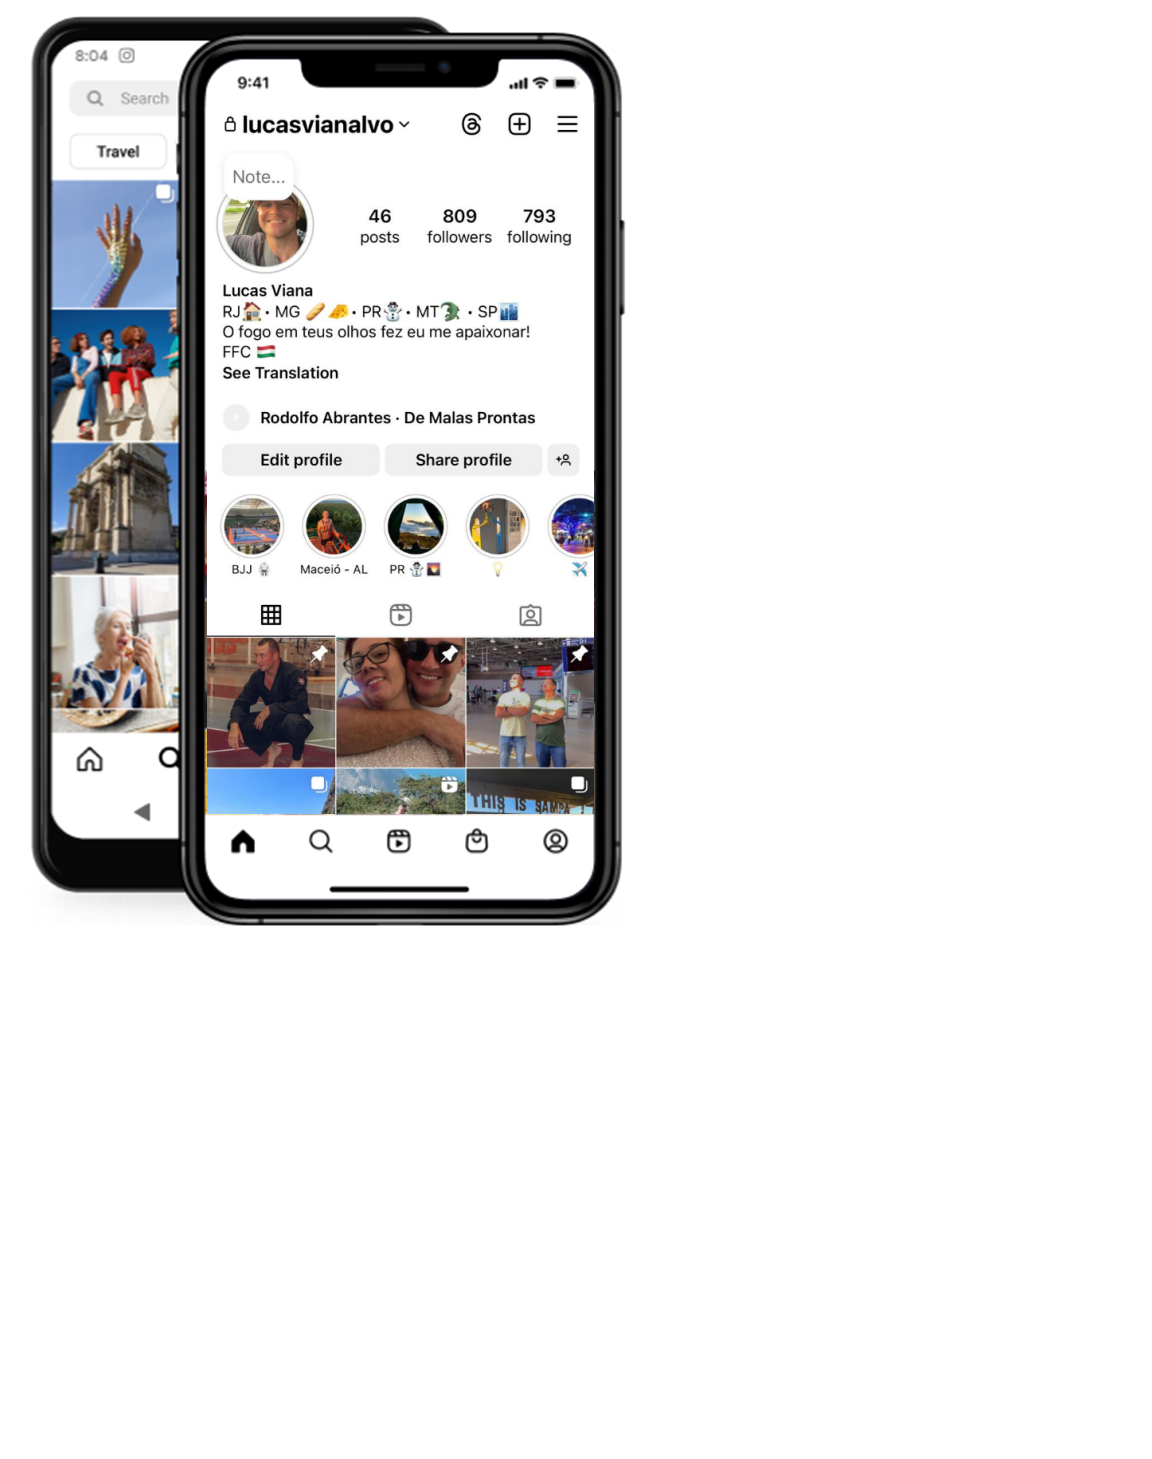 8:04
Search
Travel
9:41
lucasvianalvo
Note...
46 809 793
posts followers following
Lucas Viana
RJ🏠• MG 🥖 🧀 • PR☃️ • MT🐊 • SP🏙️
O fogo em teus olhos fez eu me apaixonar!
FFC 🇭🇺
See Translation
Rodolfo Abrantes · De Malas Prontas
Edit profile Share profile
BJJ 🥋 Maceió - AL PR ☃️🌄 💡 ✈️
THIS IS SAMPA